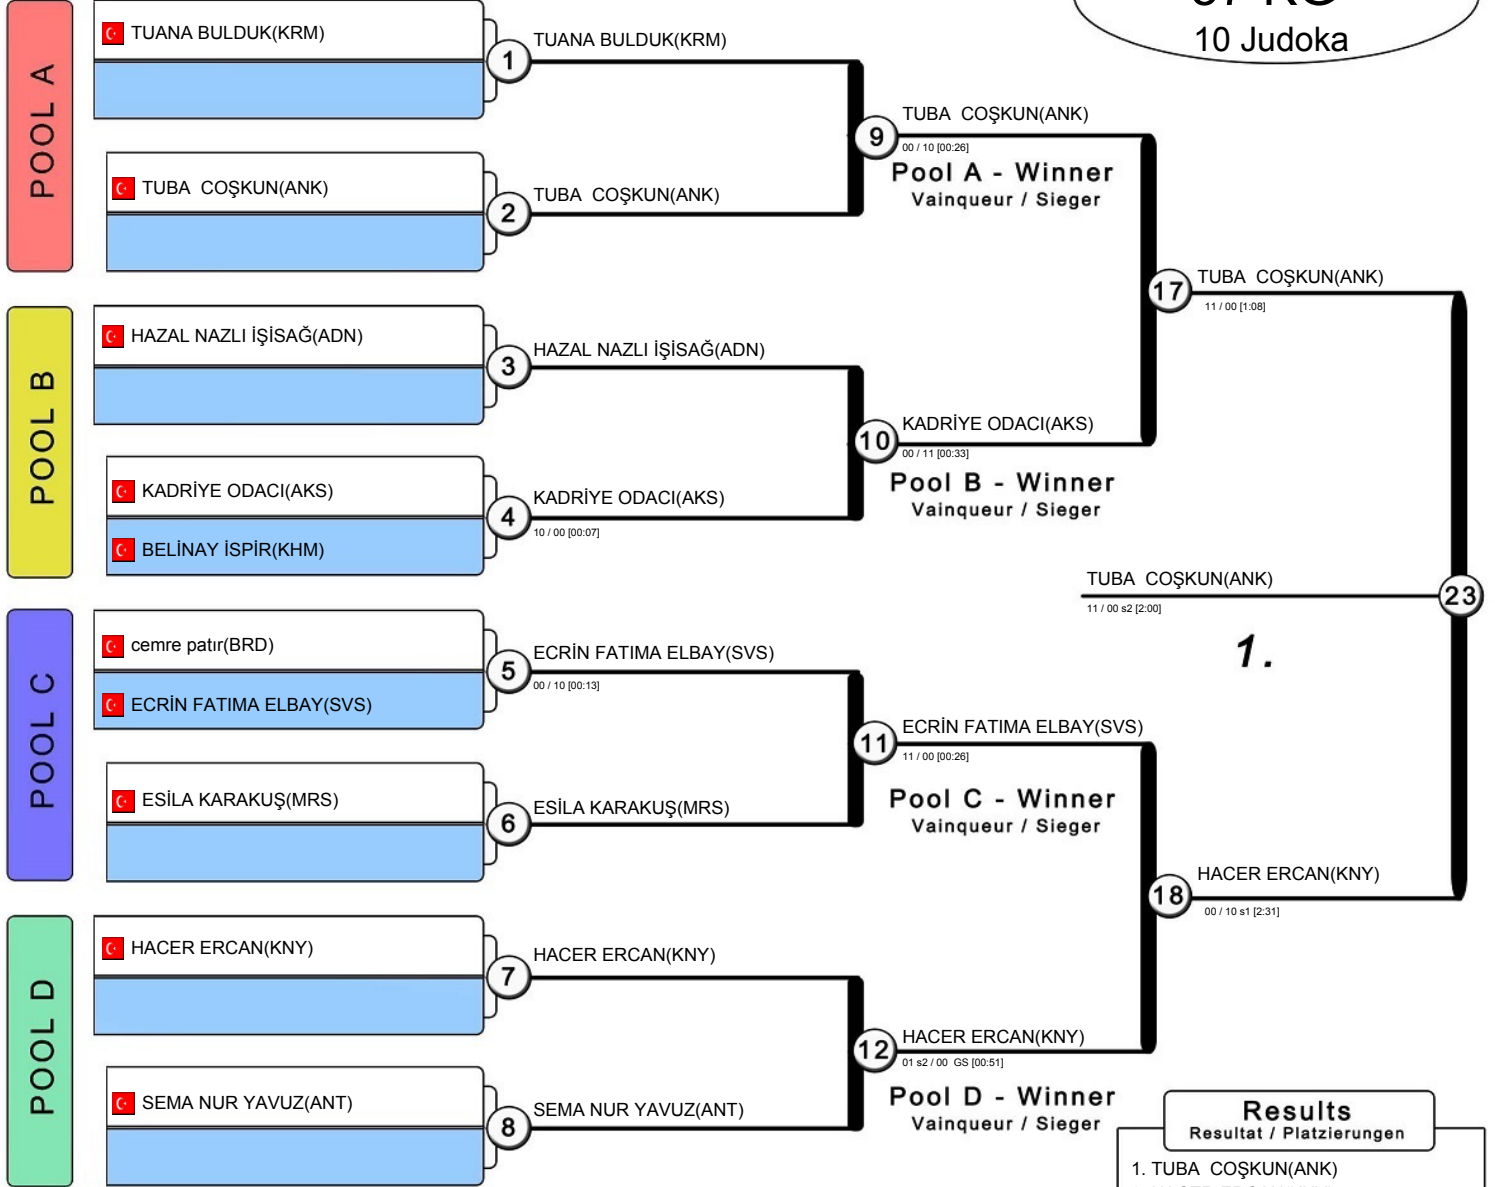 10 Judoka
POOL A
TUANA BULDUK(KRM)
1
TUANA BULDUK(KRM)
TUBA COŞKUN(ANK)
2
TUBA COŞKUN(ANK)
9
TUBA COŞKUN(ANK)
00 / 10 [00:26]
Pool A - Winner
Vainqueur / Sieger
POOL B
HAZAL NAZLI İŞİSAĞ(ADN)
3
HAZAL NAZLI İŞİSAĞ(ADN)
KADRİYE ODACI(AKS)
BELİNAY İSPİR(KHM)
4
KADRİYE ODACI(AKS)
10 / 00 [00:07]
10
KADRİYE ODACI(AKS)
00 / 11 [00:33]
Pool B - Winner
Vainqueur / Sieger
17
TUBA COŞKUN(ANK)
11 / 00 [1:08]
POOL C
cemre patır(BRD)
ECRİN FATIMA ELBAY(SVS)
5
ECRİN FATIMA ELBAY(SVS)
00 / 10 [00:13]
ESİLA KARAKUŞ(MRS)
6
ESİLA KARAKUŞ(MRS)
11
ECRİN FATIMA ELBAY(SVS)
11 / 00 [00:26]
Pool C - Winner
Vainqueur / Sieger
POOL D
HACER ERCAN(KNY)
7
HACER ERCAN(KNY)
SEMA NUR YAVUZ(ANT)
8
SEMA NUR YAVUZ(ANT)
12
HACER ERCAN(KNY)
01 s2 / 00 GS [00:51]
Pool D - Winner
Vainqueur / Sieger
18
HACER ERCAN(KNY)
00 / 10 s1 [2:31]
23
TUBA COŞKUN(ANK)
11 / 00 s2 [2:00]
1.
Results
Resultat / Platzierungen
1. TUBA COŞKUN(ANK)